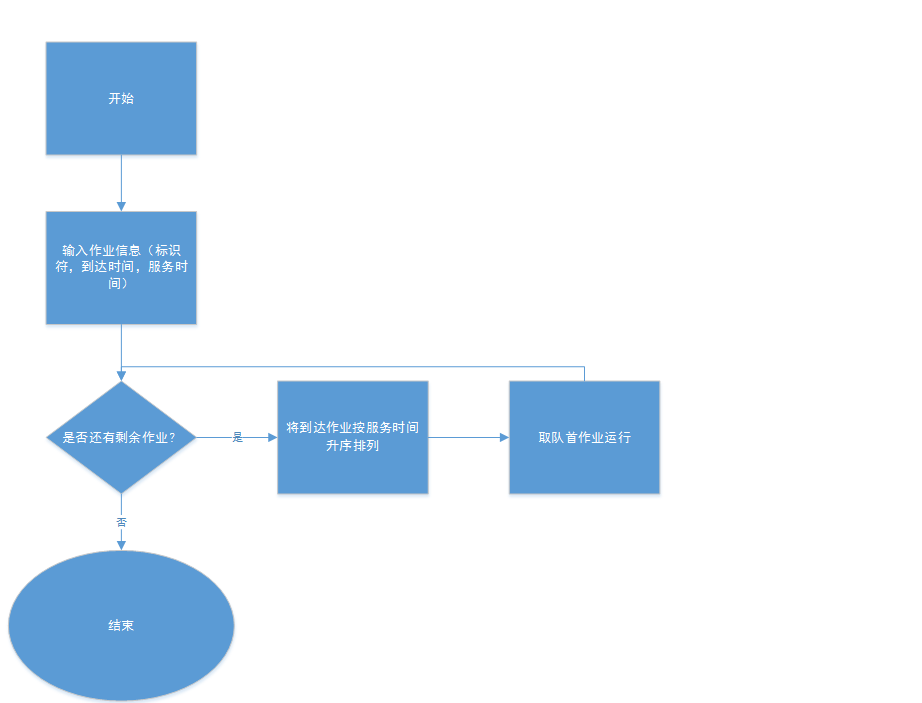 开始
输入作业信息（标识
符，到达时间，服务时
间）
是否还有剩余作业？
是
将到达作业按服务时间
升序排列
取队首作业运行
否
结束